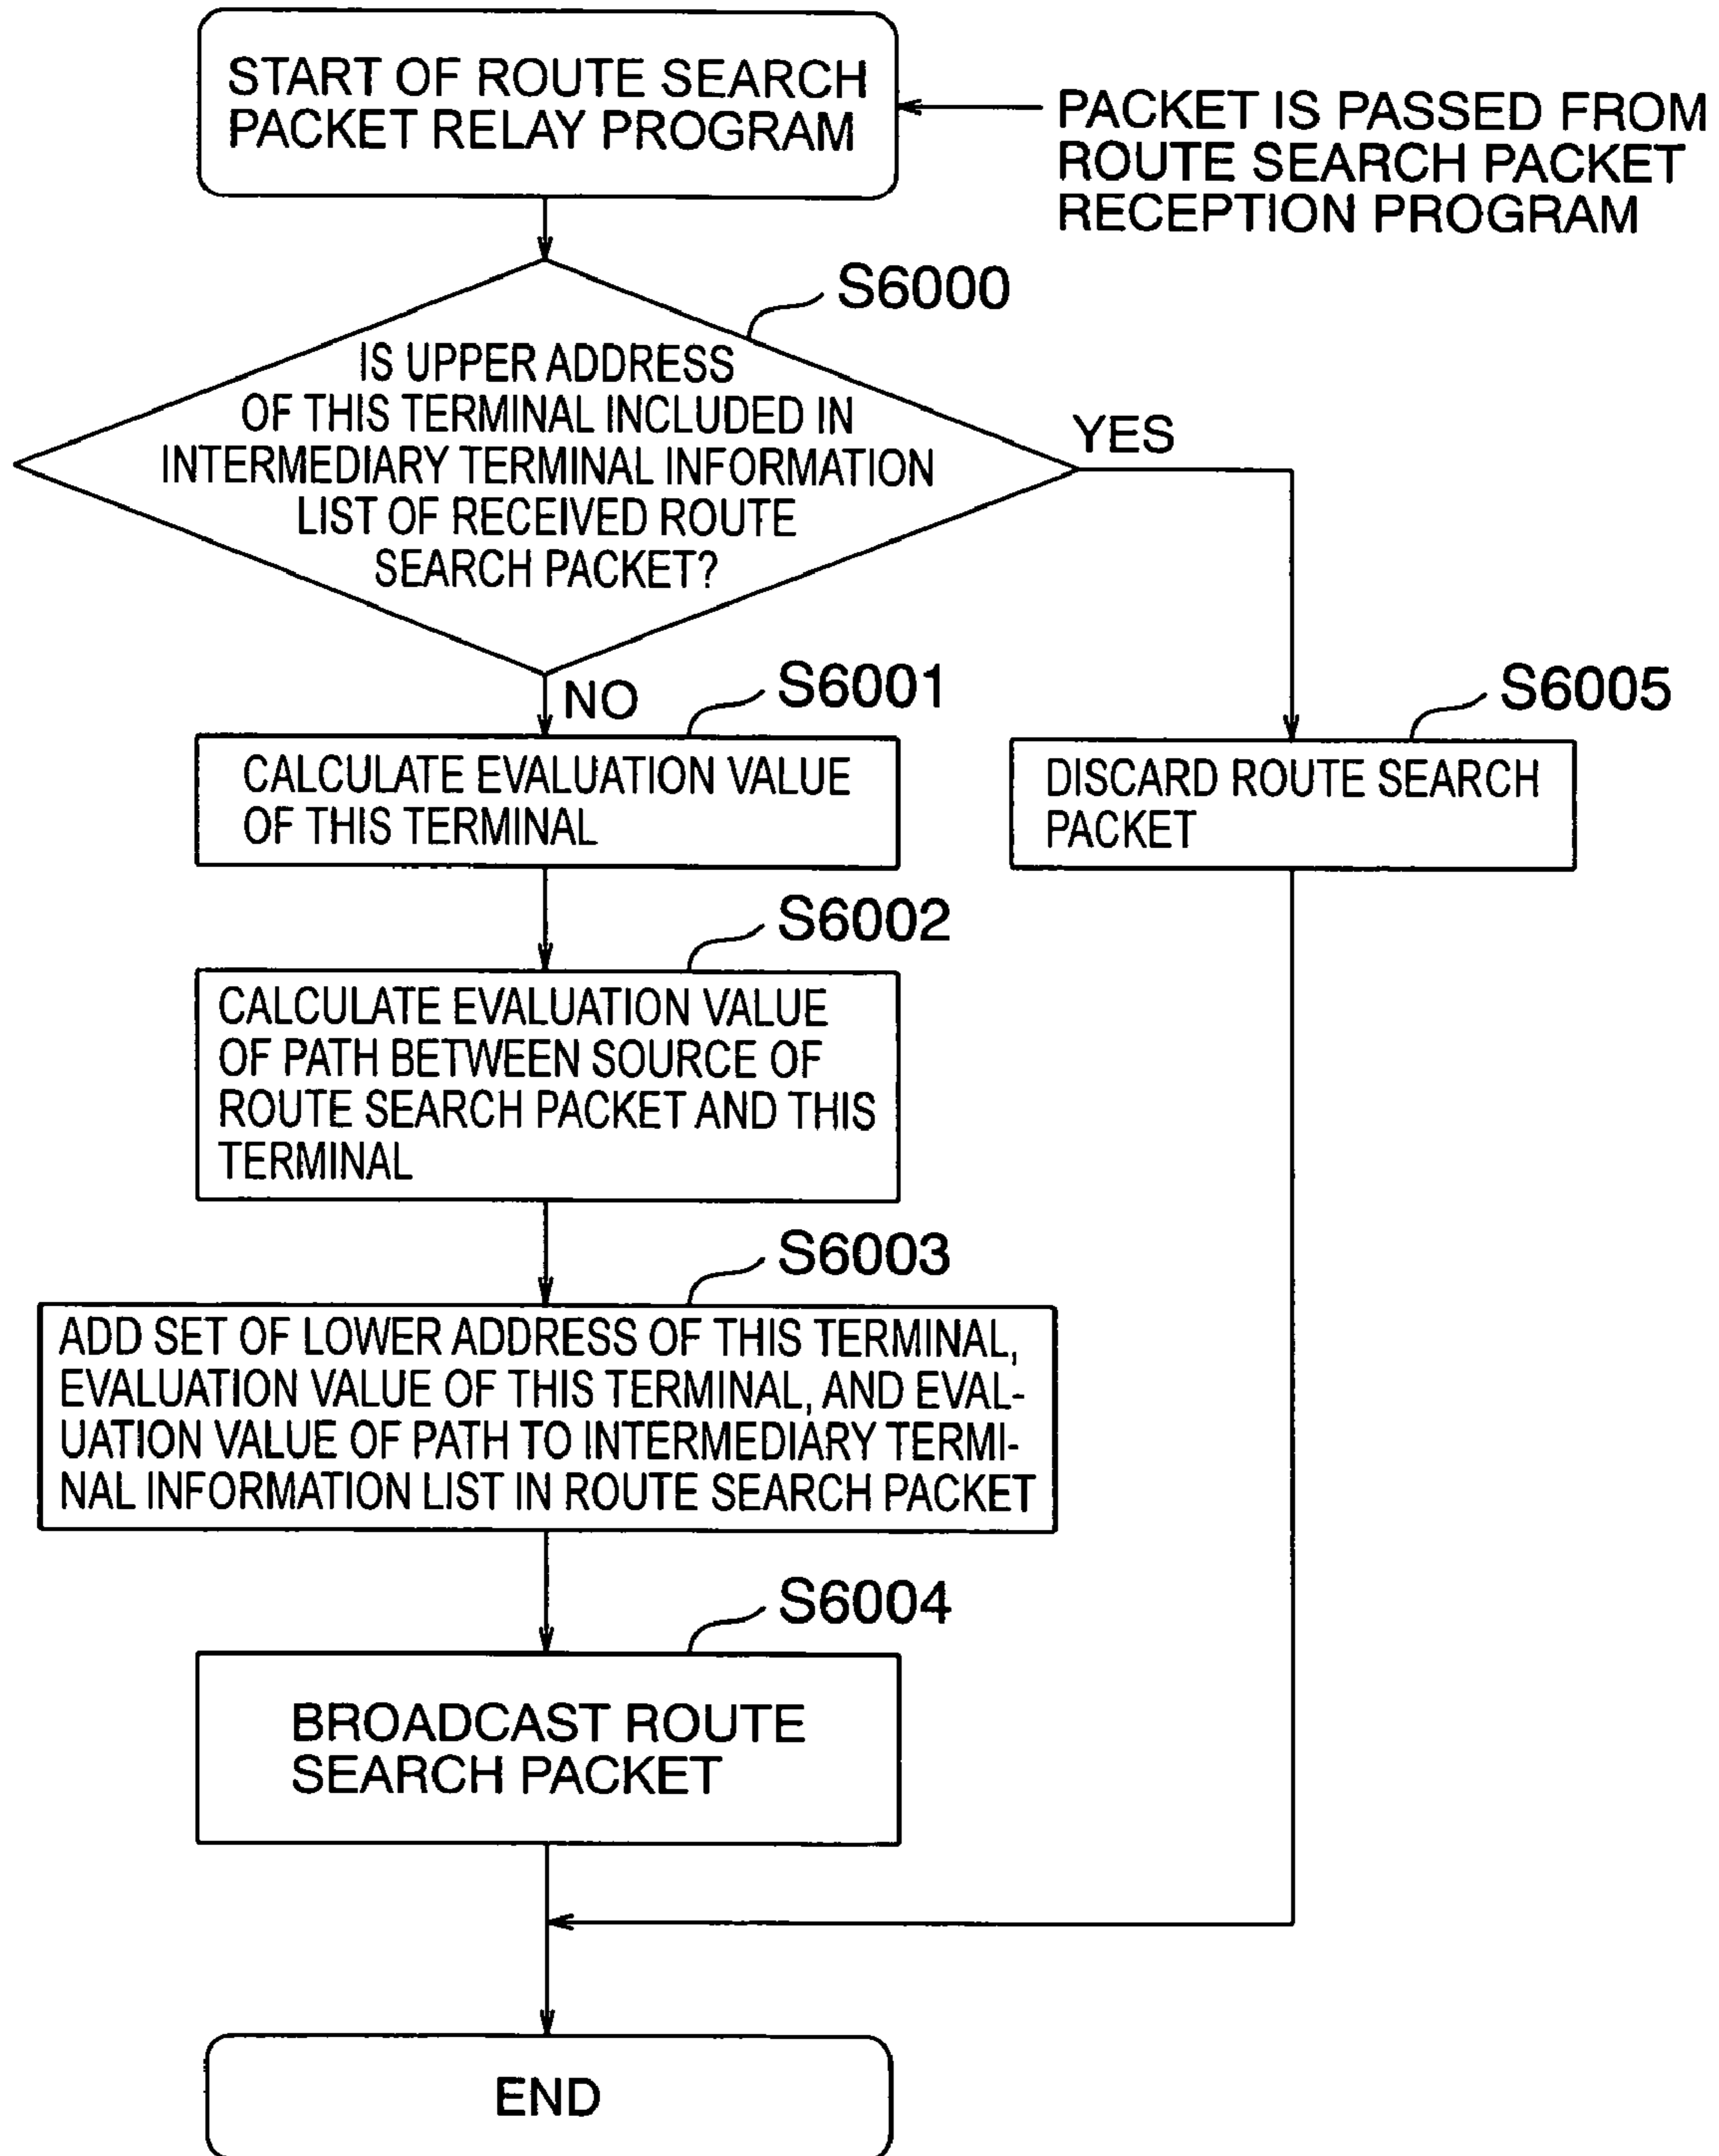 START OF ROUTE SEARCH
PACKET RELAY PROGRAM
PACKET IS PASSED FROM
ROUTE SEARCH PACKET
RECEPTION PROGRAM
S6000
IS UPPER ADDRESS
OF THIS TERMINAL INCLUDED IN
INTERMEDIARY TERMINAL INFORMATION
LIST OF RECEIVED ROUTE
SEARCH PACKET?
YES
NO
S6001
CALCULATE EVALUATION VALUE
OF THIS TERMINAL
S6005
DISCARD ROUTE SEARCH
PACKET
S6002
CALCULATE EVALUATION VALUE
OF PATH BETWEEN SOURCE OF
ROUTE SEARCH PACKET AND THIS
TERMINAL
S6003
ADD SET OF LOWER ADDRESS OF THIS TERMINAL,
EVALUATION VALUE OF THIS TERMINAL, AND EVAL-
UATION VALUE OF PATH TO INTERMEDIARY TERMI-
NAL INFORMATION LIST IN ROUTE SEARCH PACKET
S6004
BROADCAST ROUTE
SEARCH PACKET
END